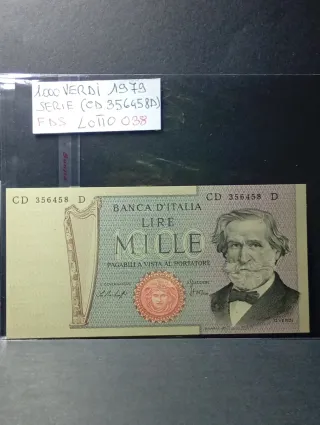 1000 VERDI 1979
SERIE (CD 356458D)
FDS LOTTO 038
CD 356458 D CD 356458 D
BANCA D'ITALIA
LIRE
1000
MILLE
PAGABILI A VISTA AL PORTATORE